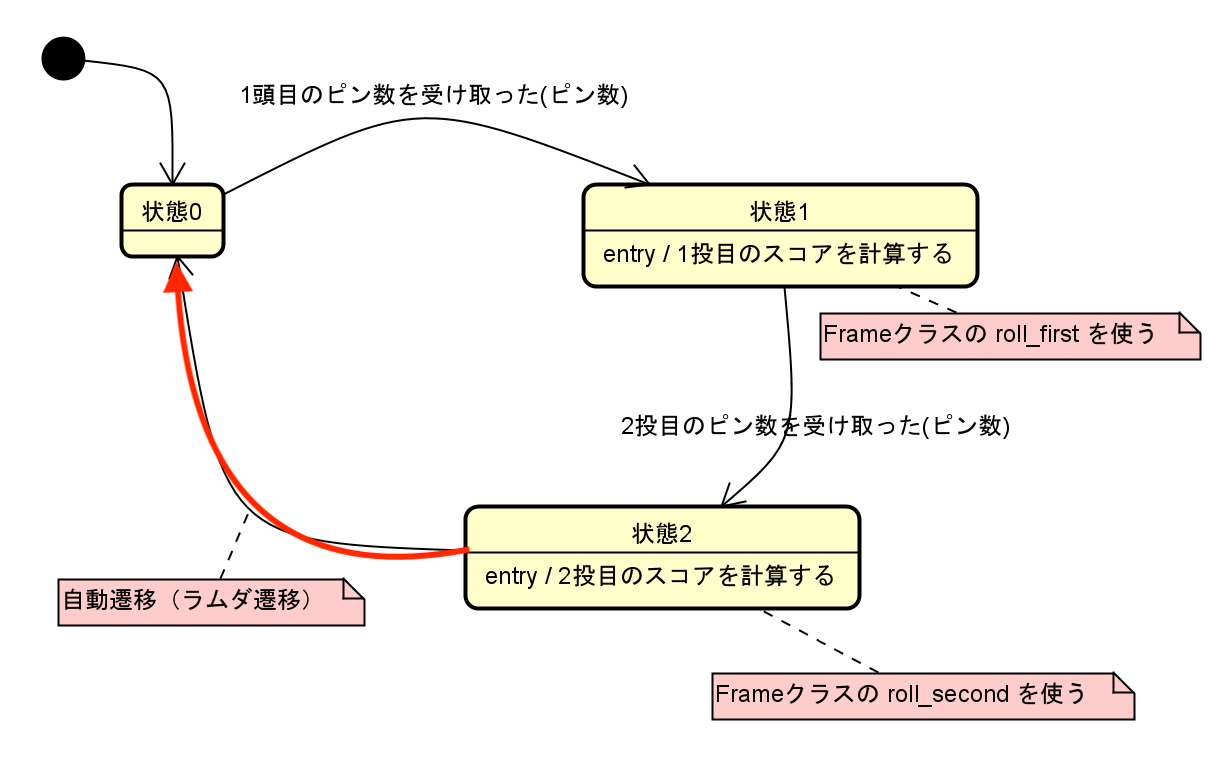 1頭目のピン数を受け取った(ピン数)
状態0
状態1
entry / 1投目のスコアを計算する
Frameクラスの roll_first を使う
2投目のピン数を受け取った(ピン数)
状態2
entry / 2投目のスコアを計算する
自動遷移（ラムダ遷移）
Frameクラスの roll_second を使う